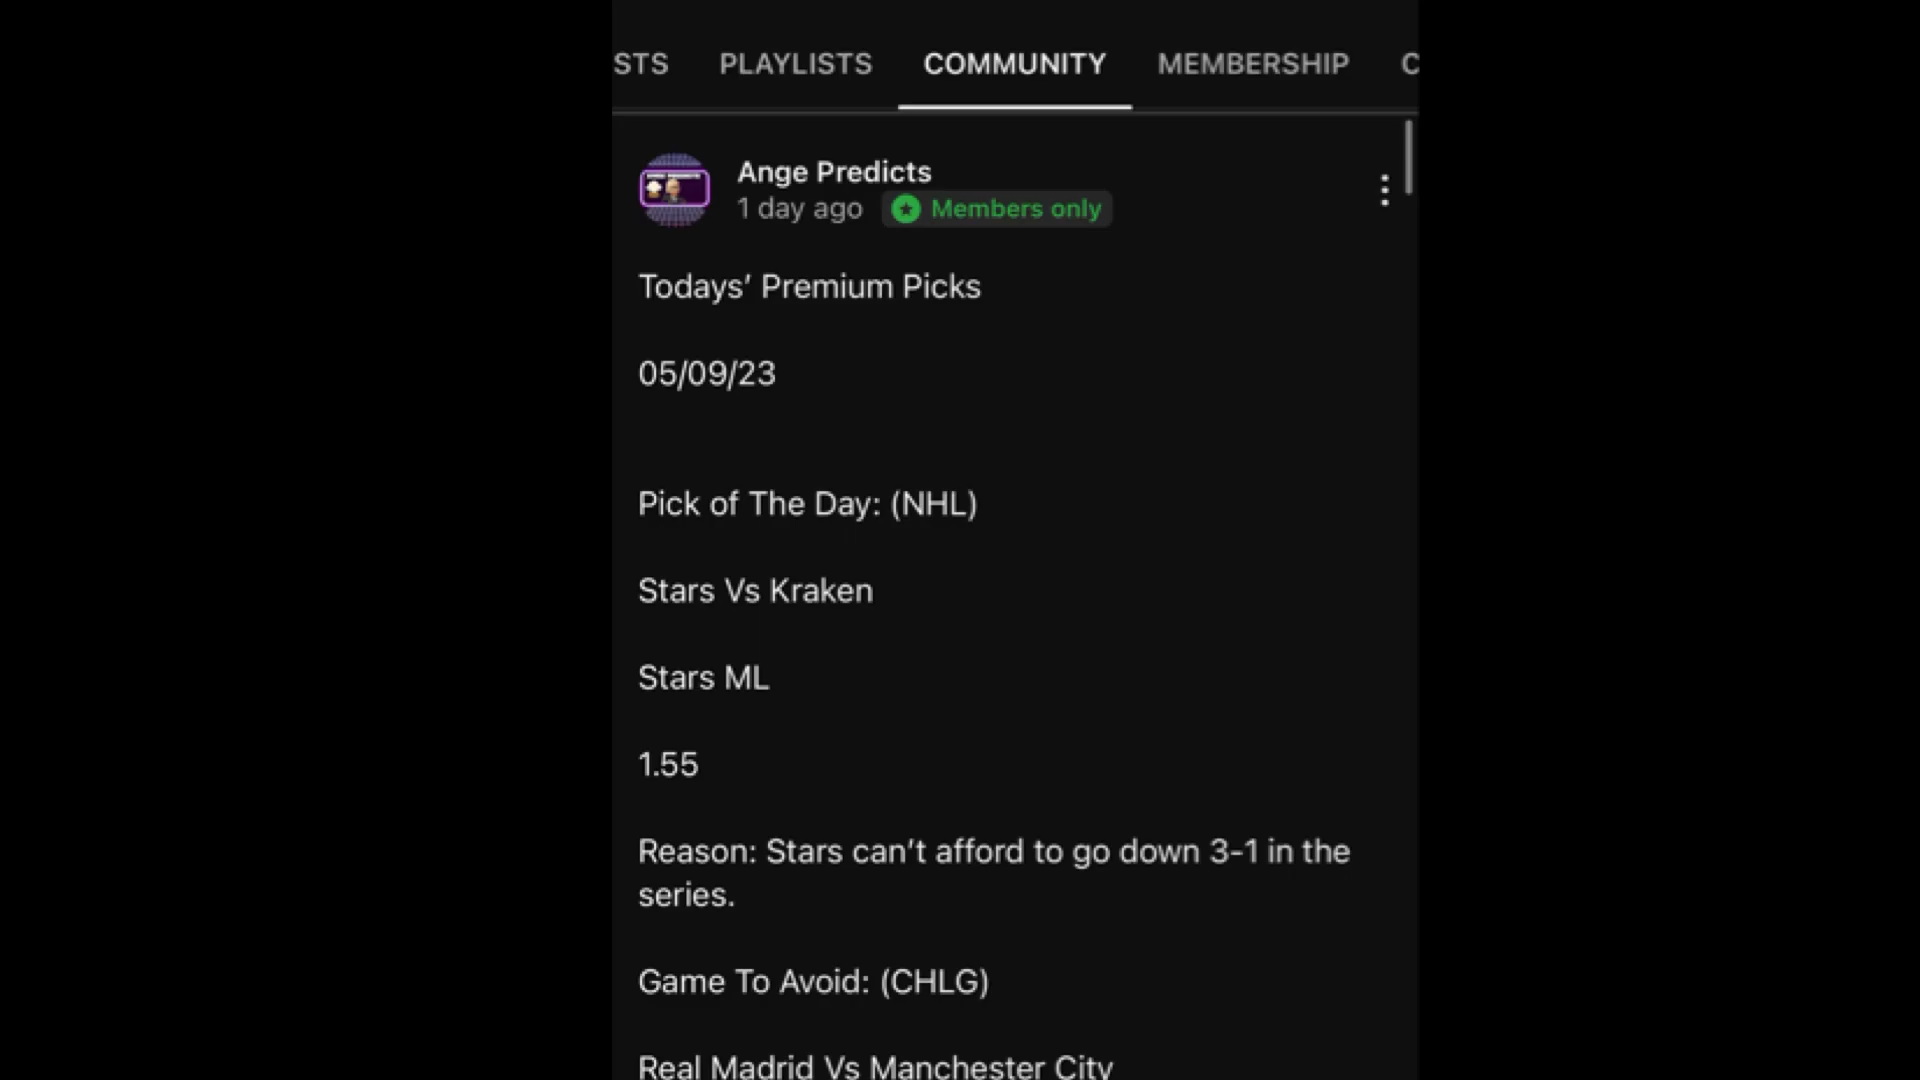 STS PLAYLISTS COMMUNITY MEMBERSHIP C
Ange Predicts
1 day ago Members only
Todays’ Premium Picks
05/09/23
Pick of The Day: (NHL)
Stars Vs Kraken
Stars ML
1.55
Reason: Stars can’t afford to go down 3-1 in the
series.
Game To Avoid: (CHLG)
Real Madrid Vs Manchester City